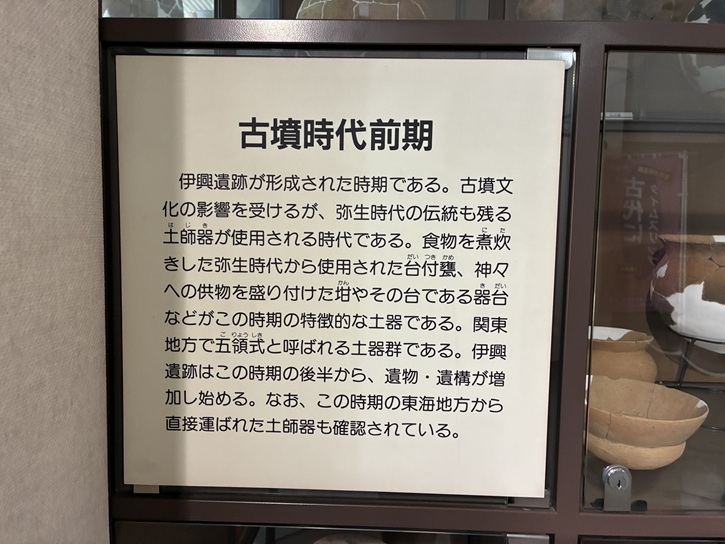 古墳時代前期
伊興遺跡が形成された時期である。古墳文
化の影響を受けるが、弥生時代の伝統も残る
土師器が使用される時代である。食物を煮炊
きした弥生時代から使用された台付甕、神々
への供物を盛り付けた坩やその台である器台
などがこの時期の特徴的な土器である。関東
地方で五領式と呼ばれる土器群である。伊興
遺跡はこの時期の後半から、遺物・遺構が増
加し始める。なお、この時期の東海地方から
直接運ばれた土師器も確認されている。
古代に